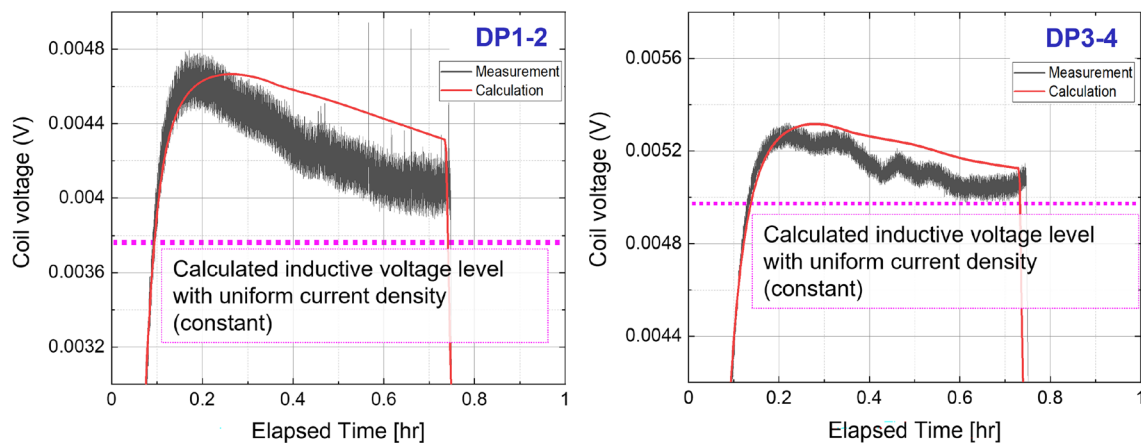 DP1-2
Measurement
Calculation
0.0048
0.0044
0.004
0.0036
0.0032
Coil voltage (V)
Calculated inductive voltage level
with uniform current density
(constant)
0
0.2
0.4
0.6
0.8
1
Elapsed Time [hr]
DP3-4
Measurement
Calculation
0.0056
0.0052
0.0048
0.0044
Coil voltage (V)
Calculated inductive voltage level
with uniform current density
(constant)
0
0.2
0.4
0.6
0.8
1
Elapsed Time [hr]